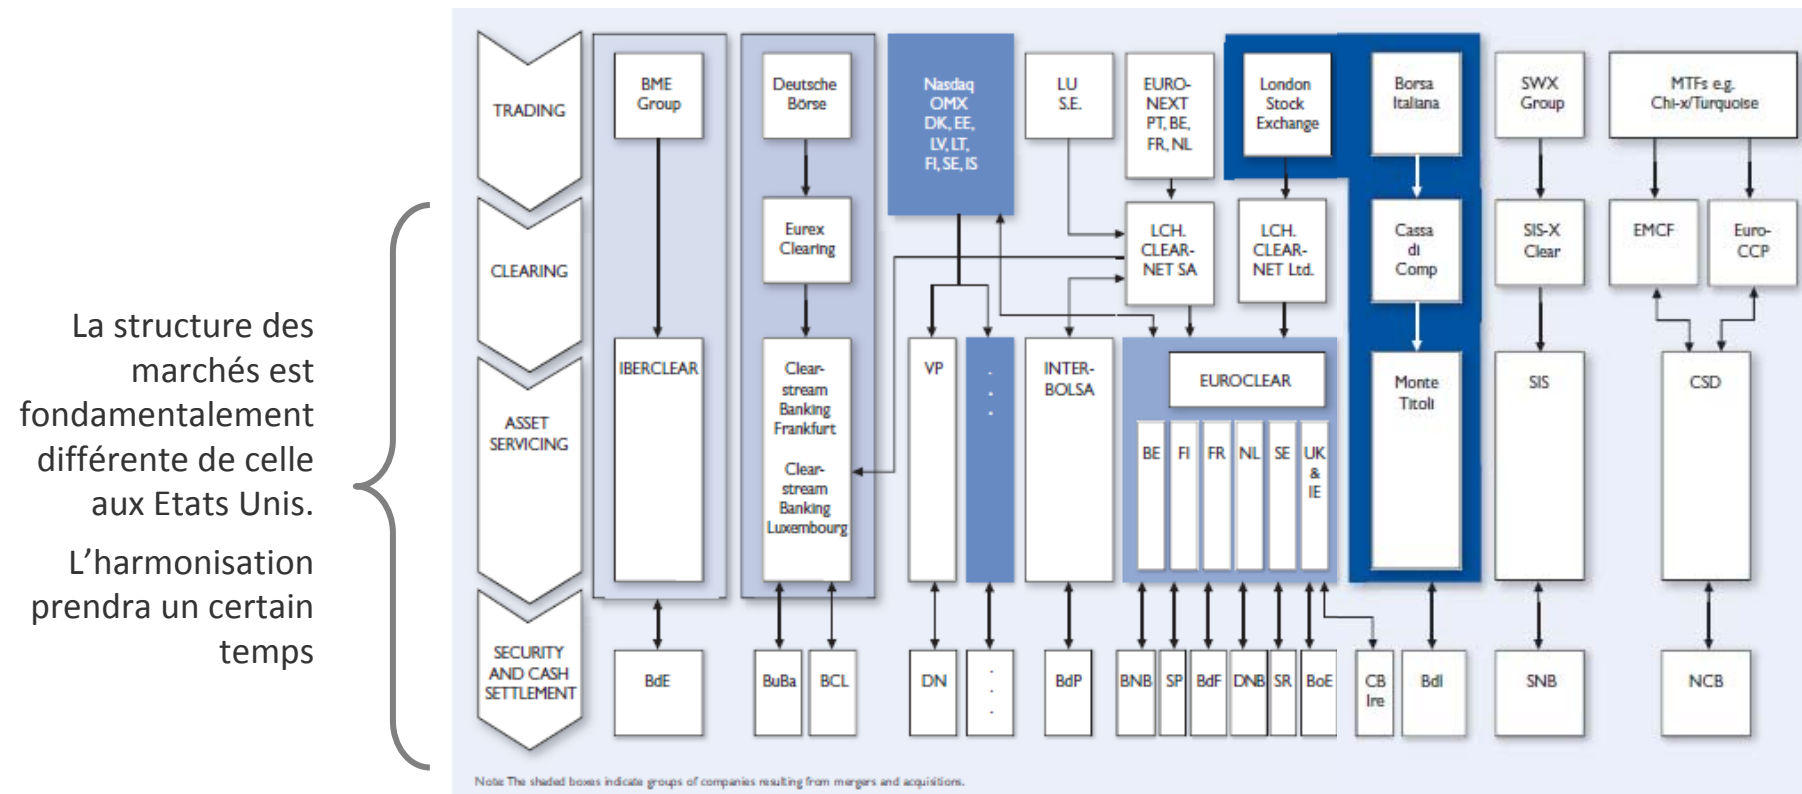 La structure des
marchés est
fondamentalement
différente de celle
aux Etats Unis.
L’harmonisation
prendra un certain
temps
TRADING
BME
Group
Deutsche
Börse
Nasdaq
OMX
DK, EE,
LV, LT,
FI, SE, IS
LU
S.E.
EURO-
NEXT
PT, BE,
FR, NL
London
Stock
Exchange
Borsa
Italiana
SWX
Group
MTFs e.g.
Chi-x/Turquoise
CLEARING
Eurex
Clearing
LCH.
CLEAR-
NET SA
LCH.
CLEAR-
NET Ltd.
Cassa
di
Comp
SIS-X
Clear
EMCF
Euro-
CCP
ASSET
SERVICING
IBERCLEAR
Clear-
stream
Banking
Frankfurt
Clear-
stream
Banking
Luxembourg
VP
.
.
.
INTER-
BOLSA
EUROCLEAR
BE
FI
FR
NL
SE
UK
&
IE
Monte
Titoli
SIS
CSD
SECURITY
AND CASH
SETTLEMENT
BdE
BuBa
BCL
DN
.
.
.
BdP
BNB
SP
BdF
DNB
SR
BoE
CB
Ire
BdI
SNB
NCB
Note: The shaded boxes indicate groups of companies resulting from mergers and acquisitions.